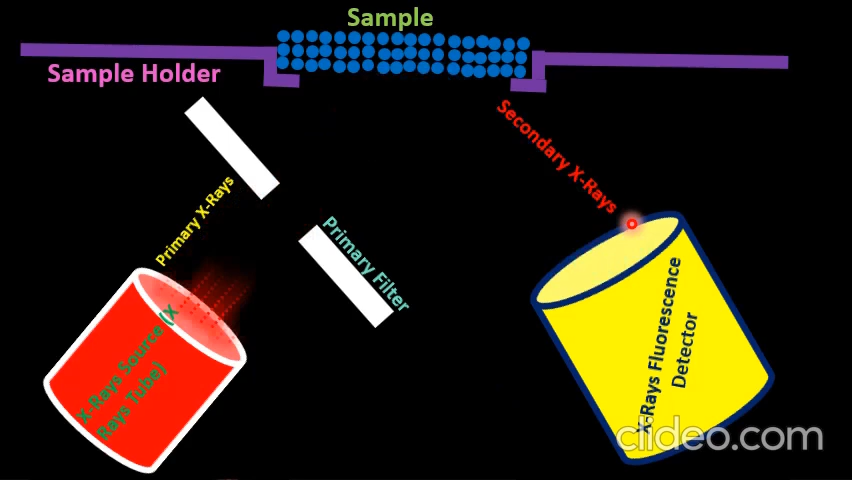 Sample
Sample Holder
Secondary X-Rays
Primary X-Rays
Primary Filter
X-Rays Source (X
Rays Tube)
X-Rays Fluorescence
Detector
clideo.com